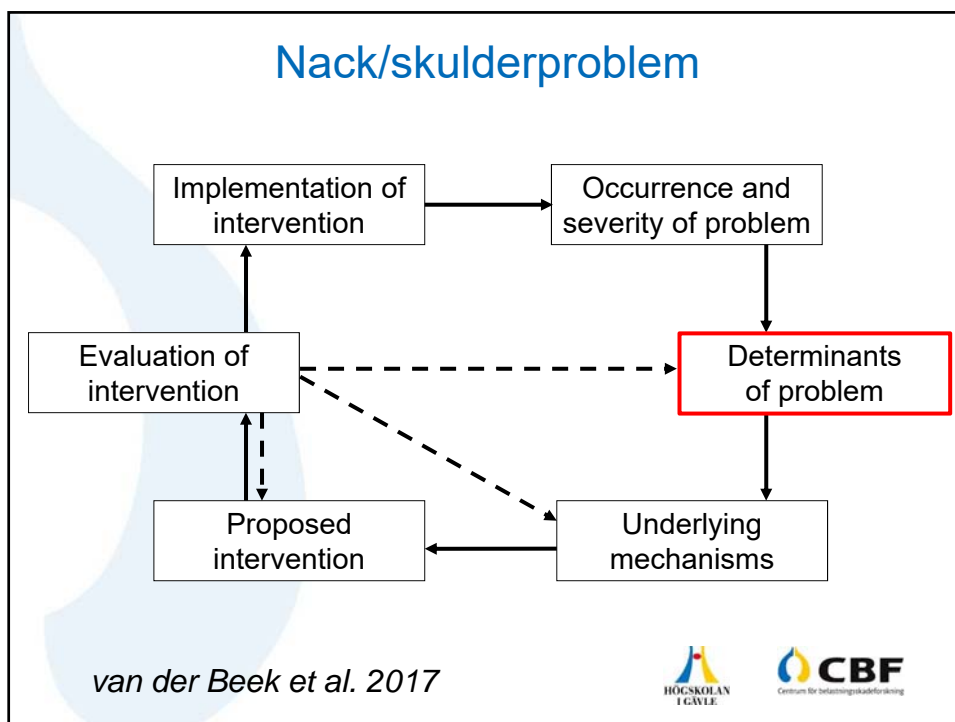 Nack/skulderproblem
Implementation of
intervention
Occurrence and
severity of problem
Evaluation of
intervention
Determinants
of problem
Proposed
intervention
Underlying
mechanisms
van der Beek et al. 2017
HÖGSKOLAN
I GÄVLE
CBF
Centrum för belastningsskadeforskning